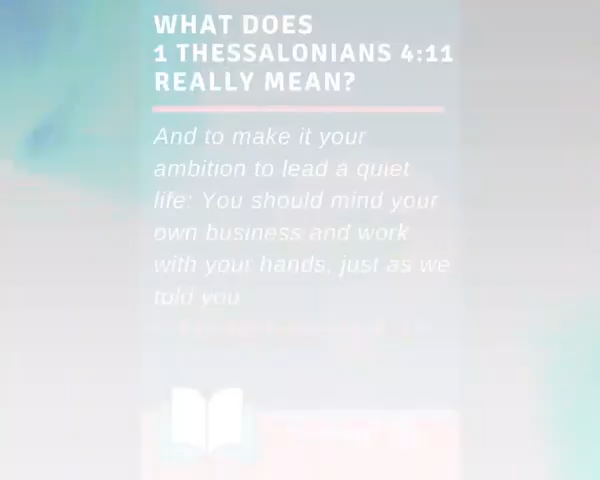 WHAT DOES
1 THESSALONIANS 4:11
REALLY MEAN?
And to make it your
ambition to lead a quiet
life: You should mind your
own business and work
with your hands, just as we
told you